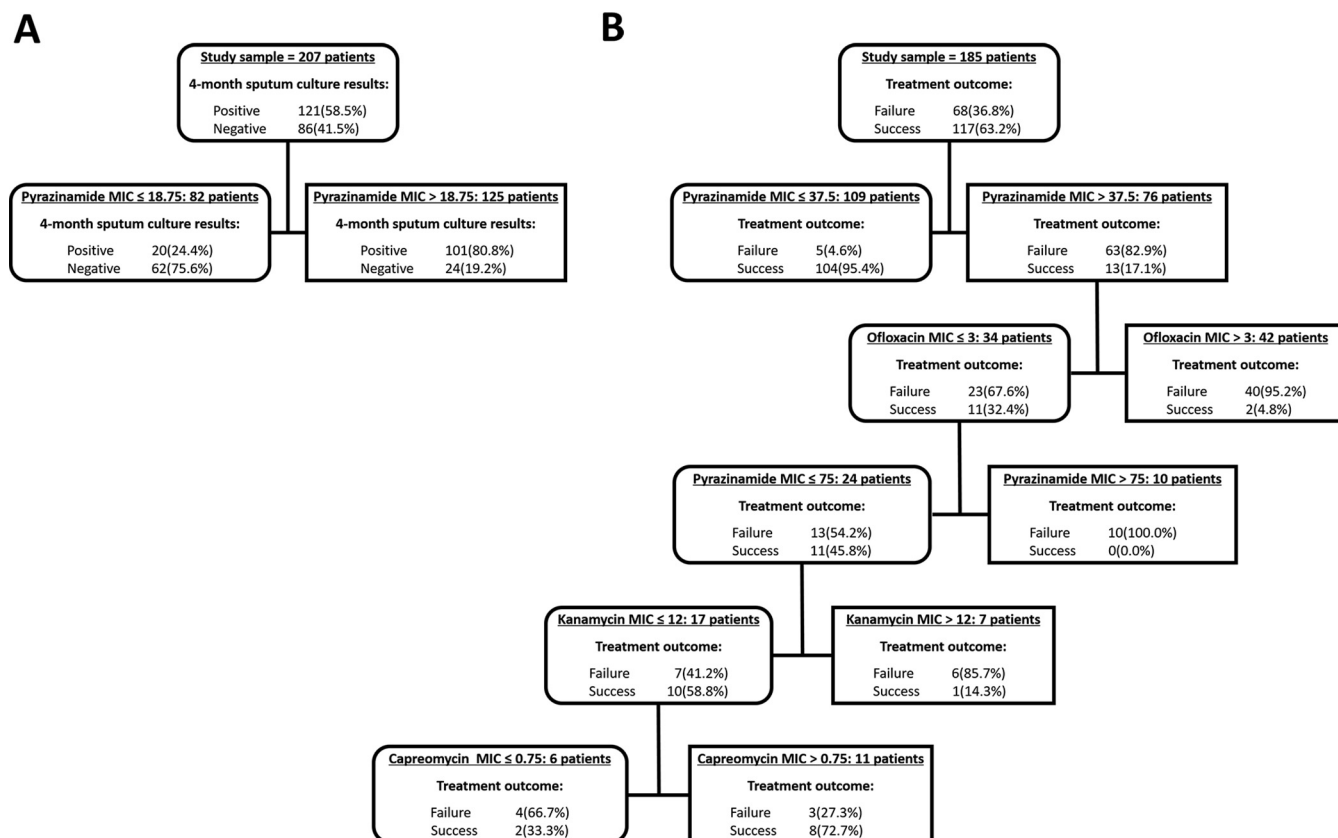 A
Study sample = 207 patients
4-month sputum culture results:
Positive 121(58.5%)
Negative 86(41.5%)
Pyrazinamide MIC ≤ 18.75: 82 patients
4-month sputum culture results:
Positive 20(24.4%)
Negative 62(75.6%)
Pyrazinamide MIC > 18.75: 125 patients
4-month sputum culture results:
Positive 101(80.8%)
Negative 24(19.2%)
B
Study sample = 185 patients
Treatment outcome:
Failure 68(36.8%)
Success 117(63.2%)
Pyrazinamide MIC ≤ 37.5: 109 patients
Treatment outcome:
Failure 5(4.6%)
Success 104(95.4%)
Pyrazinamide MIC > 37.5: 76 patients
Treatment outcome:
Failure 63(82.9%)
Success 13(17.1%)
Ofloxacin MIC ≤ 3: 34 patients
Treatment outcome:
Failure 23(67.6%)
Success 11(32.4%)
Ofloxacin MIC > 3: 42 patients
Treatment outcome:
Failure 40(95.2%)
Success 2(4.8%)
Pyrazinamide MIC ≤ 75: 24 patients
Treatment outcome:
Failure 13(54.2%)
Success 11(45.8%)
Pyrazinamide MIC > 75: 10 patients
Treatment outcome:
Failure 10(100.0%)
Success 0(0.0%)
Kanamycin MIC ≤ 12: 17 patients
Treatment outcome:
Failure 7(41.2%)
Success 10(58.8%)
Kanamycin MIC > 12: 7 patients
Treatment outcome:
Failure 6(85.7%)
Success 1(14.3%)
Capreomycin MIC ≤ 0.75: 6 patients
Treatment outcome:
Failure 4(66.7%)
Success 2(33.3%)
Capreomycin MIC > 0.75: 11 patients
Treatment outcome:
Failure 3(27.3%)
Success 8(72.7%)